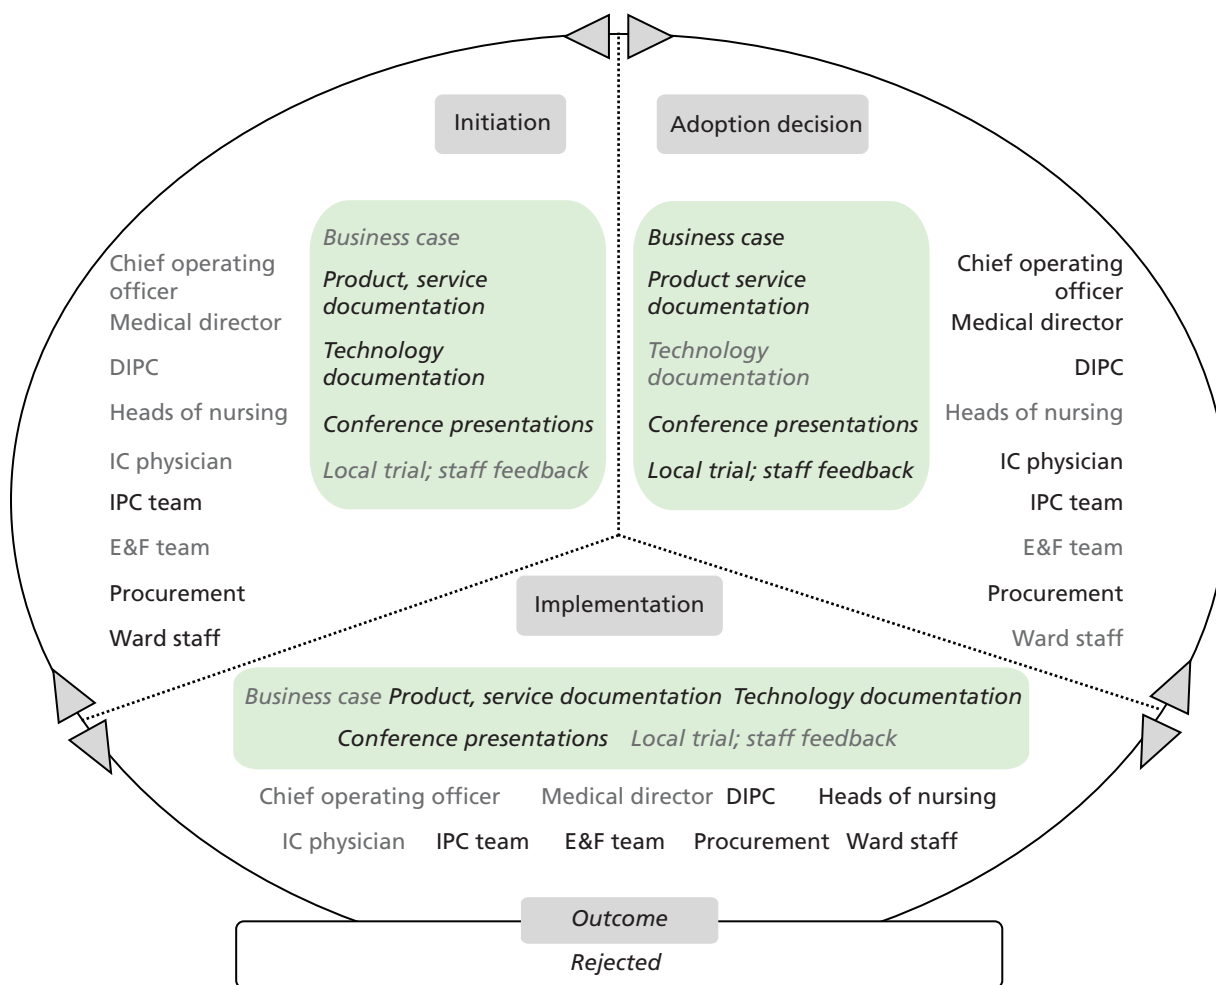 Initiation
Adoption decision
Chief operating
officer
Medical director
DIPC
Heads of nursing
IC physician
IPC team
E&F team
Procurement
Ward staff
Business case
Product, service
documentation
Technology
documentation
Conference presentations
Local trial; staff feedback
Business case
Product service
documentation
Technology
documentation
Conference presentations
Local trial; staff feedback
Chief operating
officer
Medical director
DIPC
Heads of nursing
IC physician
IPC team
E&F team
Procurement
Ward staff
Implementation
Business case Product, service documentation Technology documentation
Conference presentations Local trial; staff feedback
Chief operating officer Medical director DIPC Heads of nursing
IC physician IPC team E&F team Procurement Ward staff
Outcome
Rejected